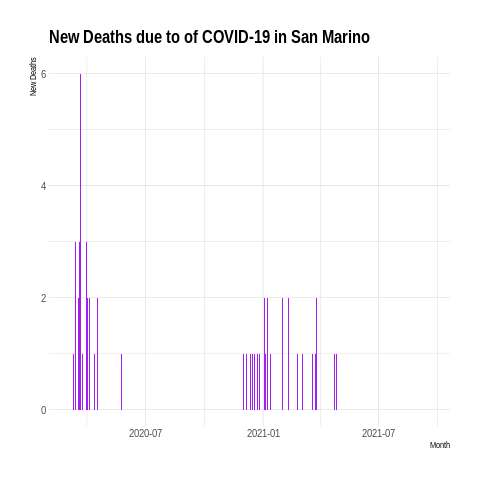 New Deaths due to of COVID-19 in San Marino
New Deaths
6
4
2
0
2020-07 2021-01 2021-07
Month